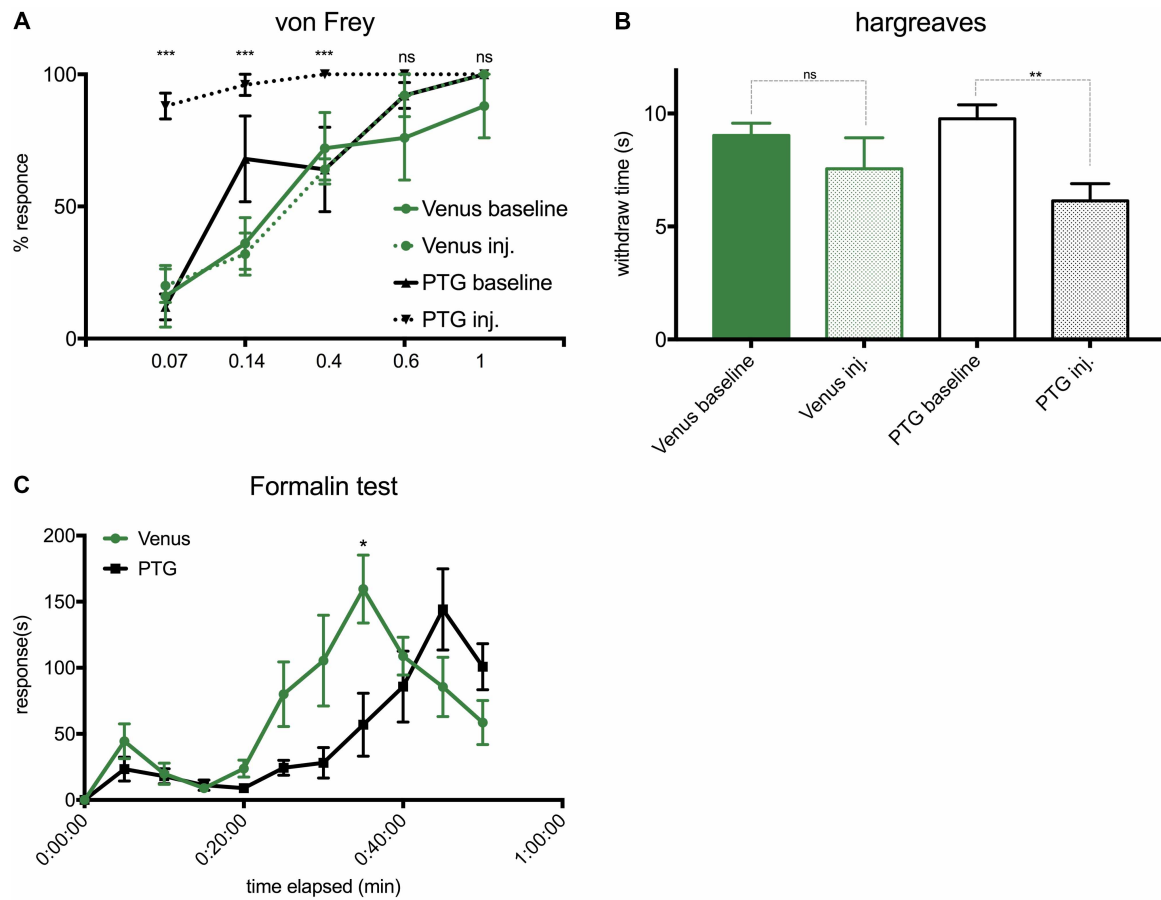 A
von Frey
*** *** *** ns ns
100
50
0
% responce
Venus baseline
Venus inj.
PTG baseline
PTG inj.
0.07 0.14 0.4 0.6 1
B
hargreaves
ns
**
10
5
0
withdraw time (s)
Venus baseline
Venus inj.
PTG baseline
PTG inj.
C
Formalin test
200
150
100
50
0
response(s)
Venus
PTG
*
0:00:00
0:20:00
0:40:00
1:00:00
time elapsed (min)